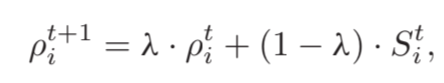 ρ_i^{t+1} = λ · ρ_i^t + (1 − λ) · S_i^t,